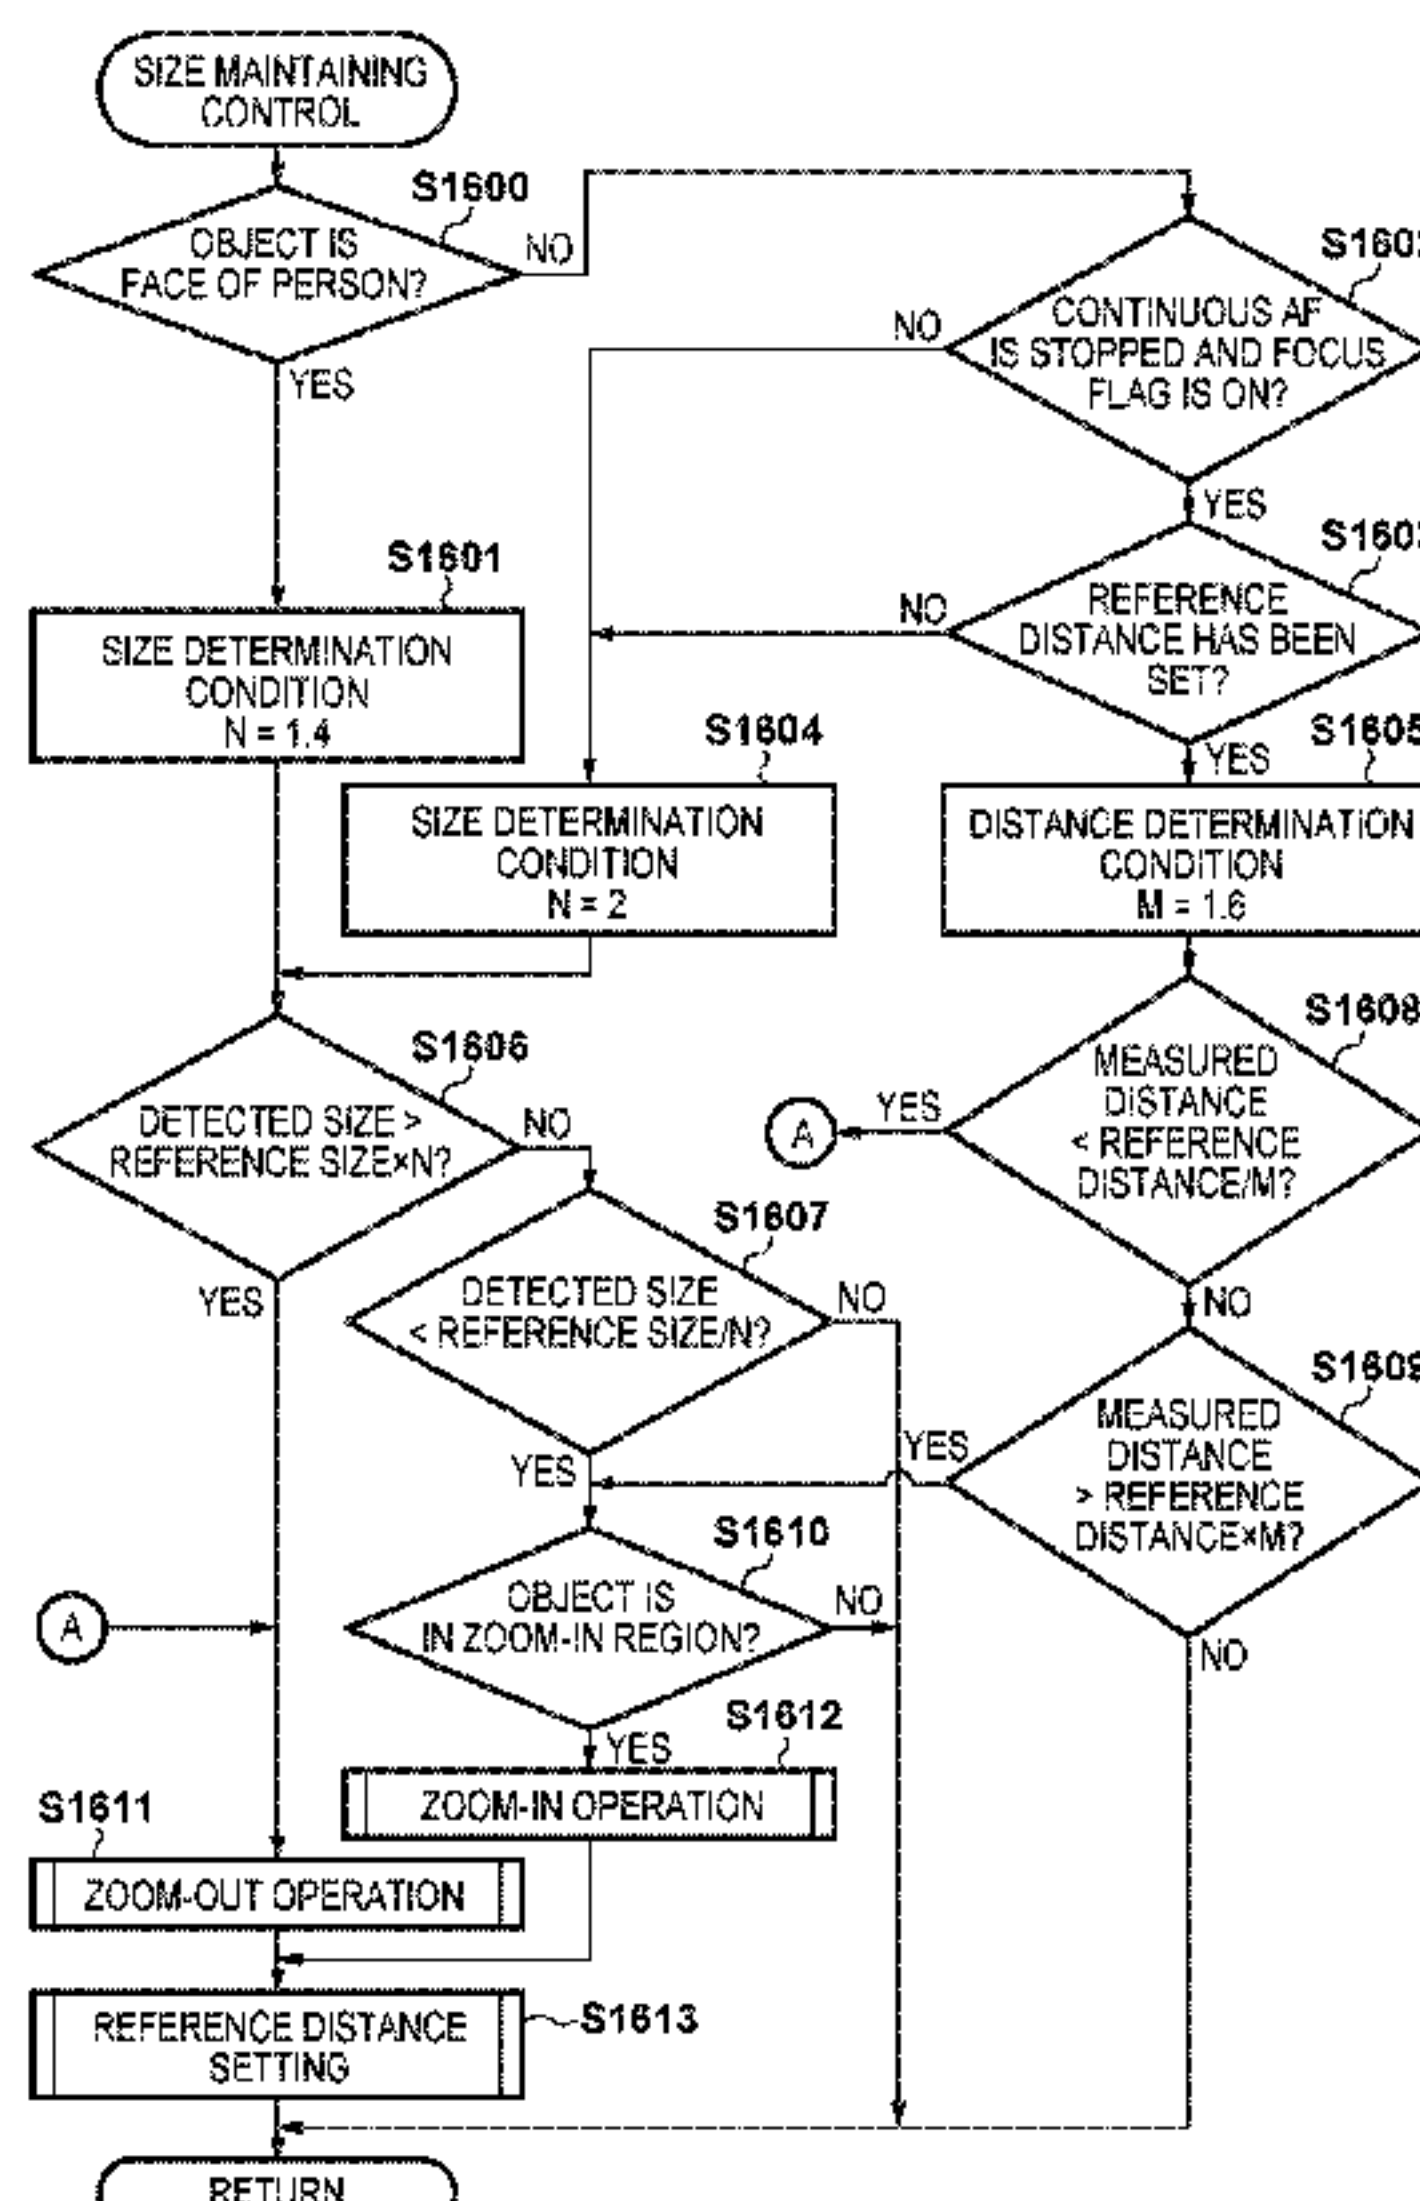 SIZE MAINTAINING
CONTROL
S1600
OBJECT IS
FACE OF PERSON?
NO
YES
S160
CONTINUOUS AF
IS STOPPED AND FOCUS
FLAG IS ON?
NO
YES
S160
REFERENCE
DISTANCE HAS BEEN
SET?
NO
YES
S1601
SIZE DETERMINATION
CONDITION
N = 1.4
S1604
SIZE DETERMINATION
CONDITION
N = 2
S1605
DISTANCE DETERMINATION
CONDITION
M = 1.6
S1606
DETECTED SIZE >
REFERENCE SIZE×N?
NO
YES
S1608
MEASURED
DISTANCE
< REFERENCE
DISTANCE/M?
YES
A
NO
S1607
DETECTED SIZE
< REFERENCE SIZE/N?
NO
YES
S1609
MEASURED
DISTANCE
> REFERENCE
DISTANCE×M?
YES
NO
S1610
OBJECT IS
IN ZOOM-IN REGION?
NO
YES
A
S1612
ZOOM-IN OPERATION
S1611
ZOOM-OUT OPERATION
REFERENCE DISTANCE
SETTING
S1613
RETURN